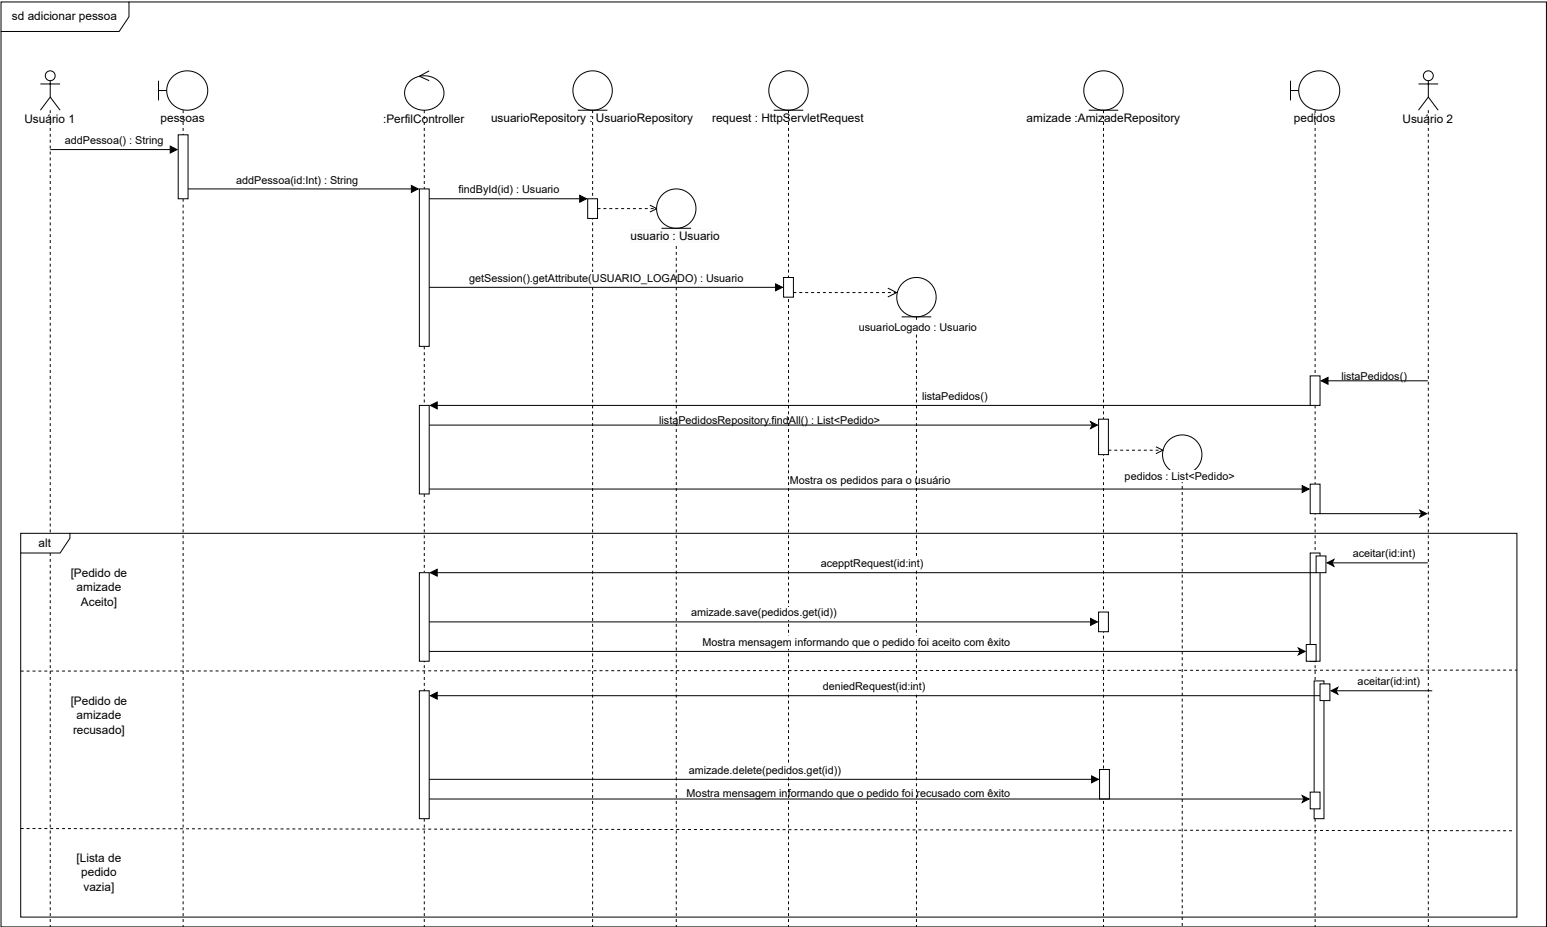 sd adicionar pessoa
Usuário 1
pessoas
:PerfilController
usuarioRepository : UsuarioRepository
request : HttpServletRequest
amizade :AmizadeRepository
pedidos
Usuário 2
addPessoa() : String
addPessoa(id:Int) : String
findById(id) : Usuario
usuario : Usuario
getSession().getAttribute(USUARIO_LOGADO) : Usuario
usuarioLogado : Usuario
listaPedidos()
listaPedidos()
listaPedidosRepository.findAll() : List<Pedido>
pedidos : List<Pedido>
Mostra os pedidos para o usuário
alt
aceitar(id:int)
[Pedido de
amizade
Aceito]
acepptRequest(id:int)
amizade.save(pedidos.get(id))
Mostra mensagem informando que o pedido foi aceito com êxito
aceitar(id:int)
deniedRequest(id:int)
[Pedido de
amizade
recusado]
amizade.delete(pedidos.get(id))
Mostra mensagem informando que o pedido foi recusado com êxito
[Lista de
pedido
vazia]